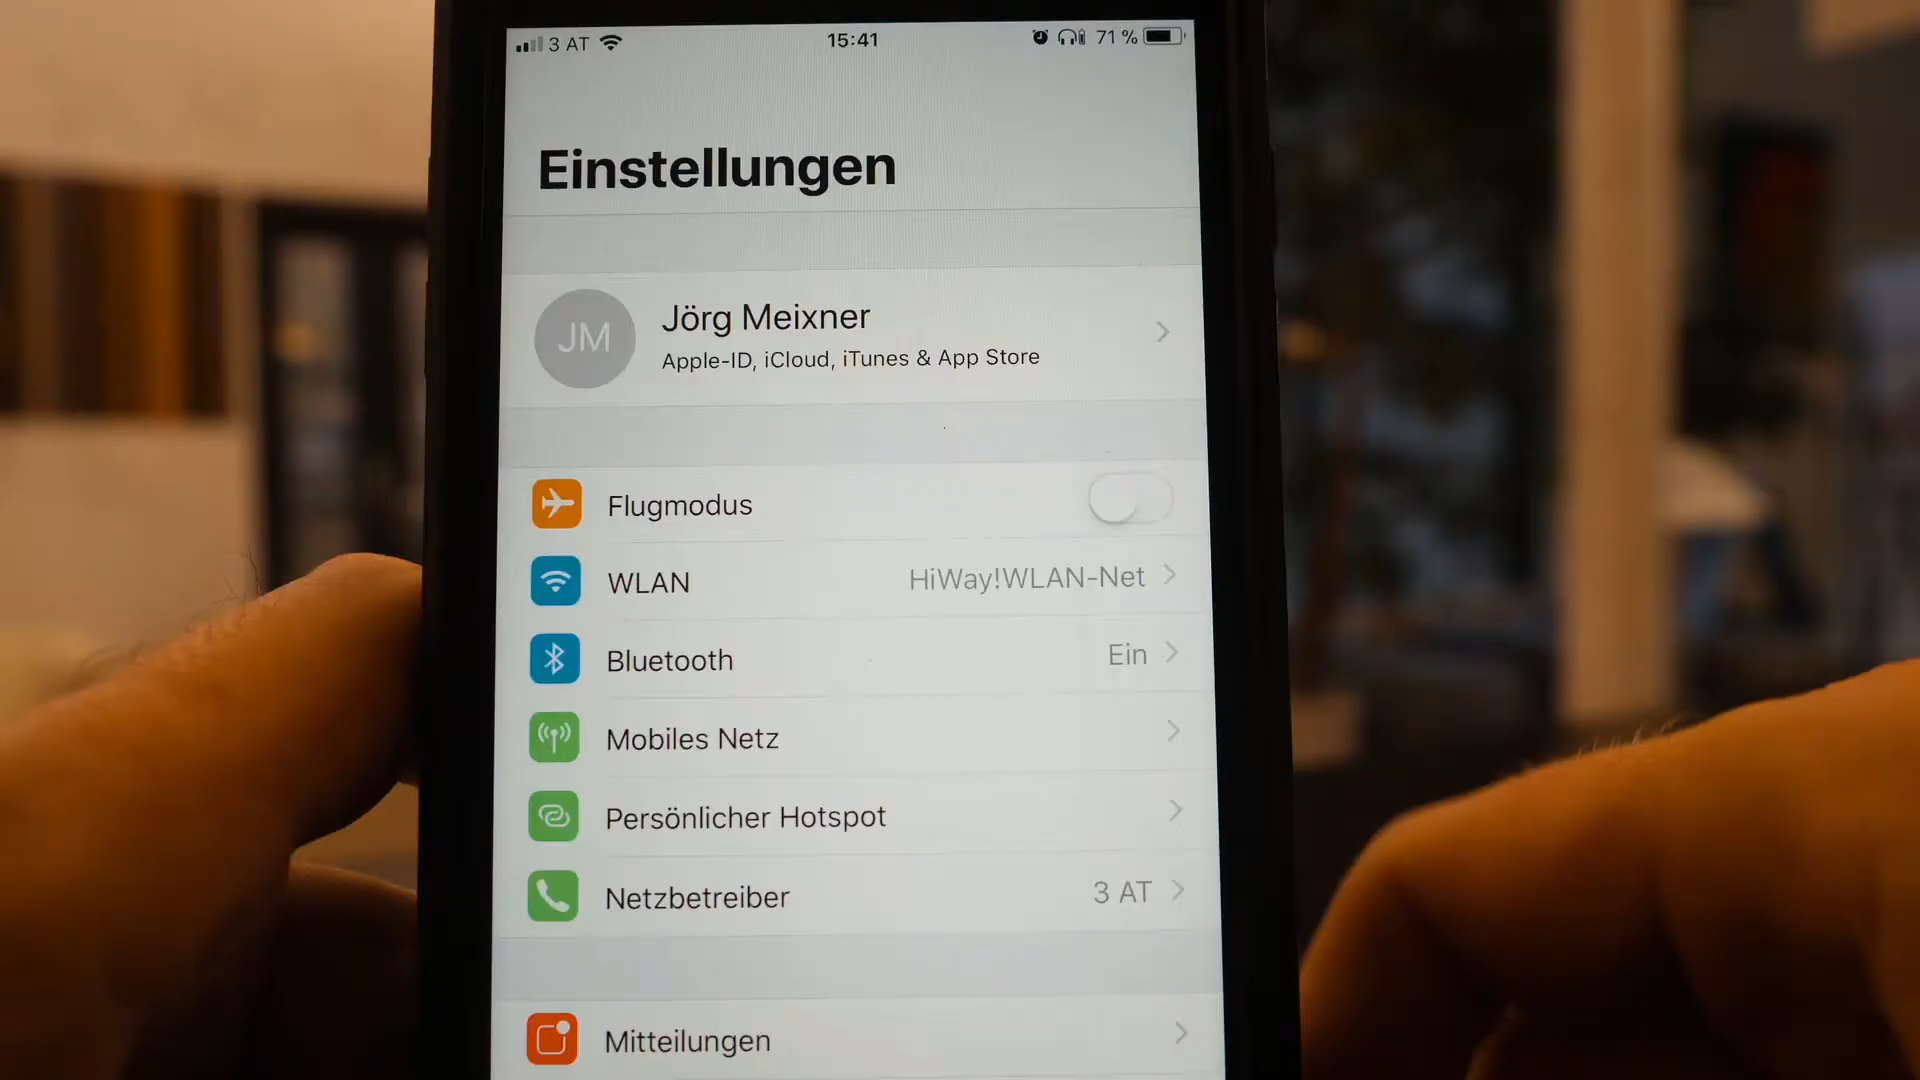 3 AT 15:41 71 %
Einstellungen
JM
Jörg Meixner
Apple-ID, iCloud, iTunes & App Store
Flugmodus
WLAN HiWay!WLAN-Net
Bluetooth Ein
Mobiles Netz
Persönlicher Hotspot
Netzbetreiber 3 AT
Mitteilungen